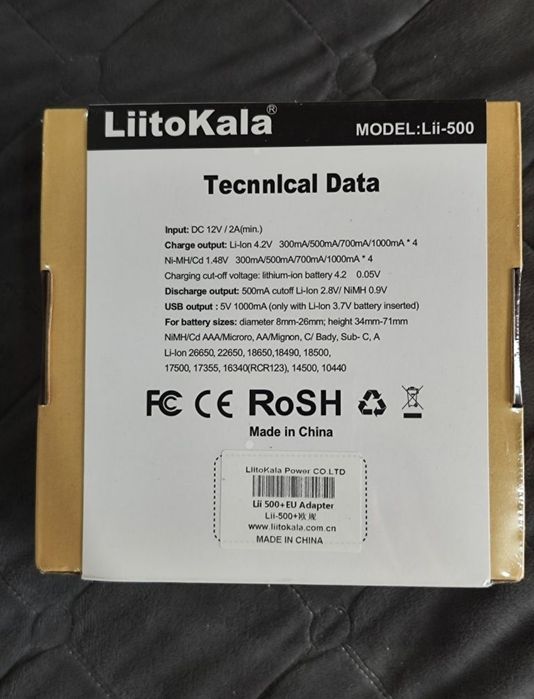 LiitoKala®
MODEL:Lii-500
Tecnnlcal Data
Input: DC 12V / 2A(min.)
Charge output: Li-Ion 4.2V 300mA/500mA/700mA/1000mA * 4
Ni-MH/Cd 1.48V 300mA/500mA/700mA/1000mA * 4
Charging cut-off voltage: lithium-ion battery 4.2 0.05V
Discharge output: 500mA cutoff Li-Ion 2.8V/ NiMH 0.9V
USB output : 5V 1000mA (only with Li-Ion 3.7V battery inserted)
For battery sizes: diameter 8mm-26mm; height 34mm-71mm
NiMH/Cd AAA/Microro, AA/Mignon, C/ Bady, Sub- C, A
Li-Ion 26650, 22650, 18650,18490, 18500,
17500, 17355, 16340(RCR123), 14500, 10440
FC CE RoSH
Made in China
LiitoKala Power CO.LTD
Lii 500+EU Adapter
Lii-500+欧规
www.liitokala.com.cn
MADE IN CHINA